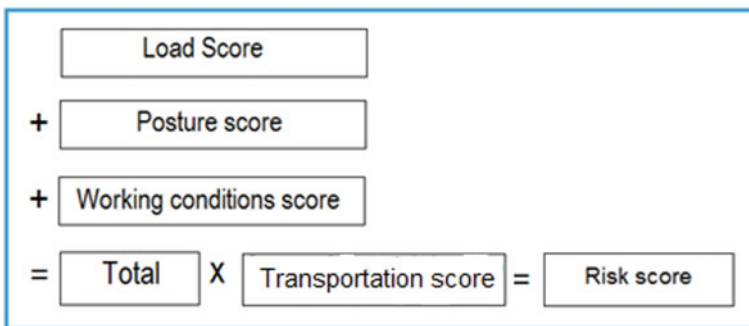 Load Score
+ Posture score
+ Working conditions score
= Total X Transportation score = Risk score